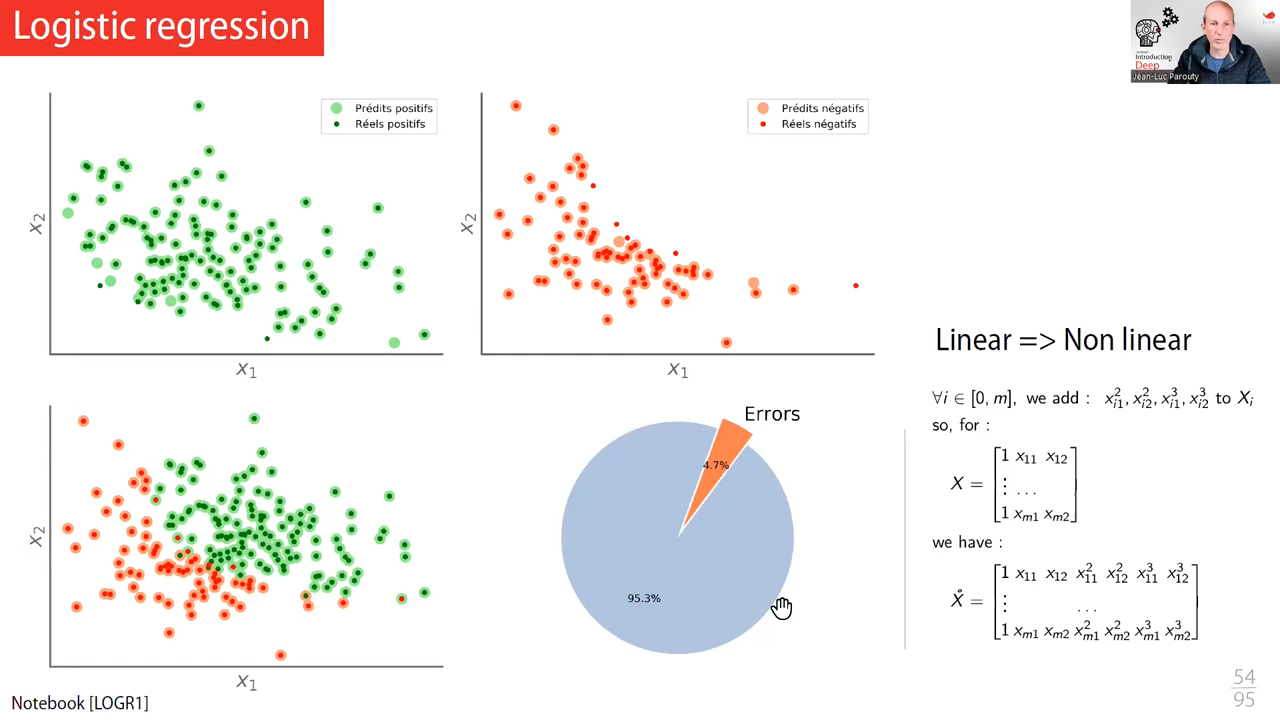 Logistic regression
Introduction
Deep
Jean-Luc Parouty
Prédits positifs
Réels positifs
x₂
x₁
Prédits négatifs
Réels négatifs
x₂
x₁
x₂
x₁
Errors
4.7%
95.3%
Linear => Non linear
∀i ∈ [0, m], we add : x²ᵢ₁, x²ᵢ₂, x³ᵢ₁, x³ᵢ₂ to Xᵢ
so, for :
X = [1 x₁₁ x₁₂
⋮ ...
1 xₘ₁ xₘ₂]
we have :
X̊ = [1 x₁₁ x₁₂ x²₁₁ x²₁₂ x³₁₁ x³₁₂
⋮ ...
1 xₘ₁ xₘ₂ x²ₘ₁ x²ₘ₂ x³ₘ₁ x³ₘ₂]
Notebook [LOGR1]
54
95